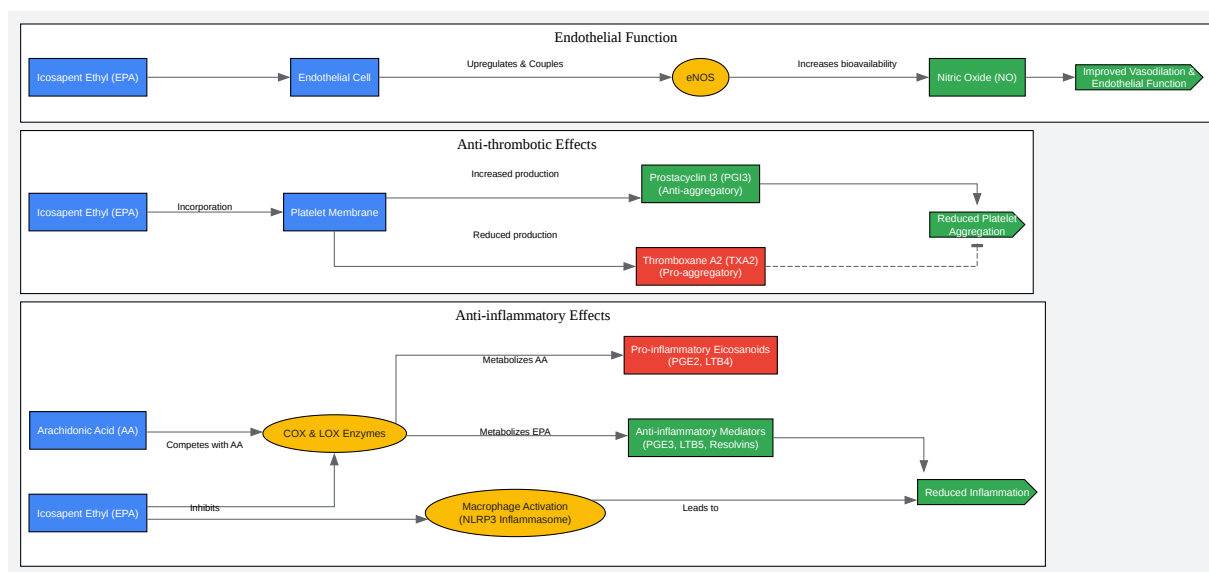 Endothelial Function
Icosapent Ethyl (EPA)
Endothelial Cell
Upregulates & Couples
eNOS
Increases bioavailability
Nitric Oxide (NO)
Improved Vasodilation &
Endothelial Function
Anti-thrombotic Effects
Icosapent Ethyl (EPA)
Incorporation
Platelet Membrane
Increased production
Prostacyclin I3 (PGI3)
(Anti-aggregatory)
Reduced production
Thromboxane A2 (TXA2)
(Pro-aggregatory)
Reduced Platelet
Aggregation
Anti-inflammatory Effects
Metabolizes AA
Pro-inflammatory Eicosanoids
(PGE2, LTB4)
Arachidonic Acid (AA)
Competes with AA
COX & LOX Enzymes
Metabolizes EPA
Anti-inflammatory Mediators
(PGE3, LTB5, Resolvins)
Icosapent Ethyl (EPA)
Inhibits
Macrophage Activation
(NLRP3 Inflammasome)
Leads to
Reduced Inflammation